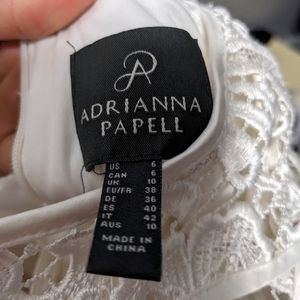 ADRIANNA
PAPELL
US 6
CAN 6
UK 10
EU/FR 38
DE 36
ES 40
IT 42
AUS 10
MADE IN
CHINA